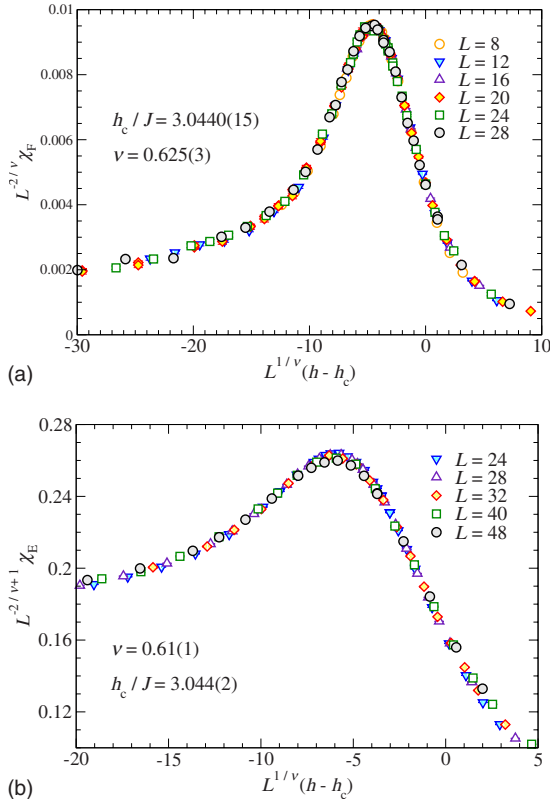 0.01
0.008
0.006
0.004
0.002
0
L^{-2/ν} χ_F
h_c / J = 3.0440(15)
ν = 0.625(3)
L = 8
L = 12
L = 16
L = 20
L = 24
L = 28
-30 -20 -10 0 10
(a) L^{1/ν}(h - h_c)
0.28
0.24
0.2
0.16
0.12
L^{-2/ν+1} χ_E
L = 24
L = 28
L = 32
L = 40
L = 48
ν = 0.61(1)
h_c / J = 3.044(2)
-20 -15 -10 -5 0 5
(b) L^{1/ν}(h - h_c)